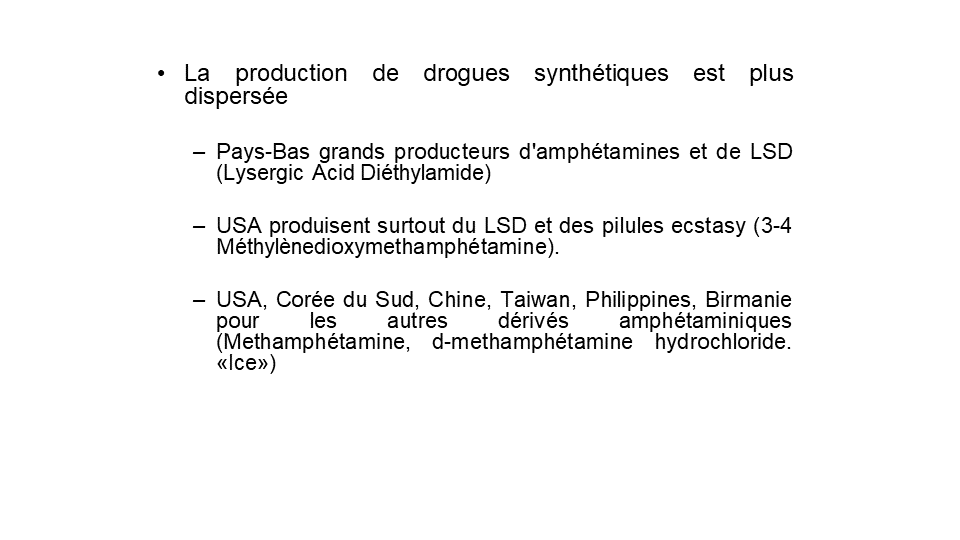 • La production de drogues synthétiques est plus
dispersée
– Pays-Bas grands producteurs d'amphétamines et de LSD
(Lysergic Acid Diéthylamide)
– USA produisent surtout du LSD et des pilules ecstasy (3-4
Méthylènedioxymethamphétamine).
– USA, Corée du Sud, Chine, Taiwan, Philippines, Birmanie
pour les autres dérivés amphétaminiques
(Methamphétamine, d-methamphétamine hydrochloride.
«Ice»)